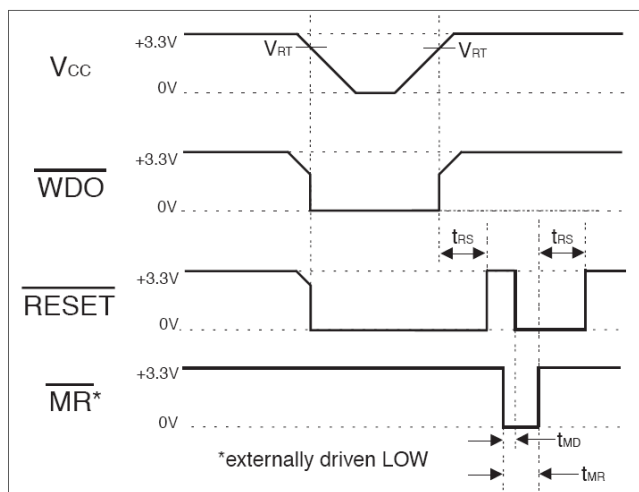 +3.3V
VRT
VRT
VCC
0V
+3.3V
WDO
0V
tRS
tRS
+3.3V
RESET
0V
+3.3V
MR*
0V
tMD
*externally driven LOW
tMR